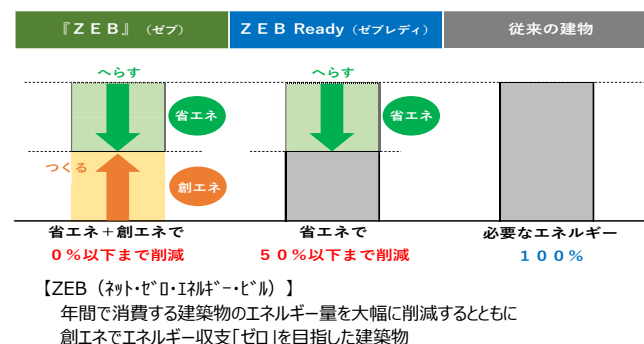 『ＺＥＢ』（ゼブ）
ＺＥＢ Ready（ゼブレディ）
従来の建物
へらす
省エネ
つくる
創エネ
へらす
省エネ
省エネ＋創エネで
０％以下まで削減
省エネで
５０％以下まで削減
必要なエネルギー
１００％
【ZEB（ﾈｯﾄ･ｾﾞﾛ･ｴﾈﾙｷﾞｰ･ﾋﾞﾙ）】
年間で消費する建築物のエネルギー量を大幅に削減するとともに
創エネでエネルギー収支｢ゼロ｣を目指した建築物